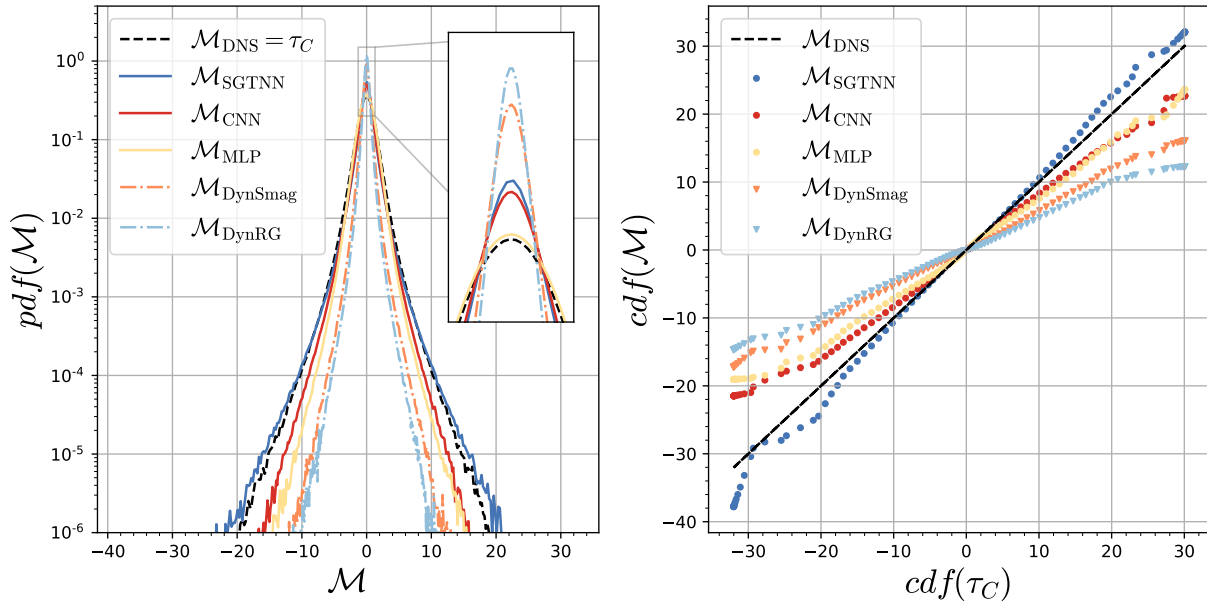 𝓜_DNS = τ_C
𝓜_SGTNN
𝓜_CNN
𝓜_MLP
𝓜_DynSmag
𝓜_DynRG
10^0
10^−1
10^−2
10^−3
10^−4
10^−5
10^−6
pdf(𝓜)
−40 −30 −20 −10 0 10 20 30
𝓜
𝓜_DNS
𝓜_SGTNN
𝓜_CNN
𝓜_MLP
𝓜_DynSmag
𝓜_DynRG
30
20
10
0
−10
−20
−30
−40
cdf(𝓜)
−30 −20 −10 0 10 20 30
cdf(τ_C)